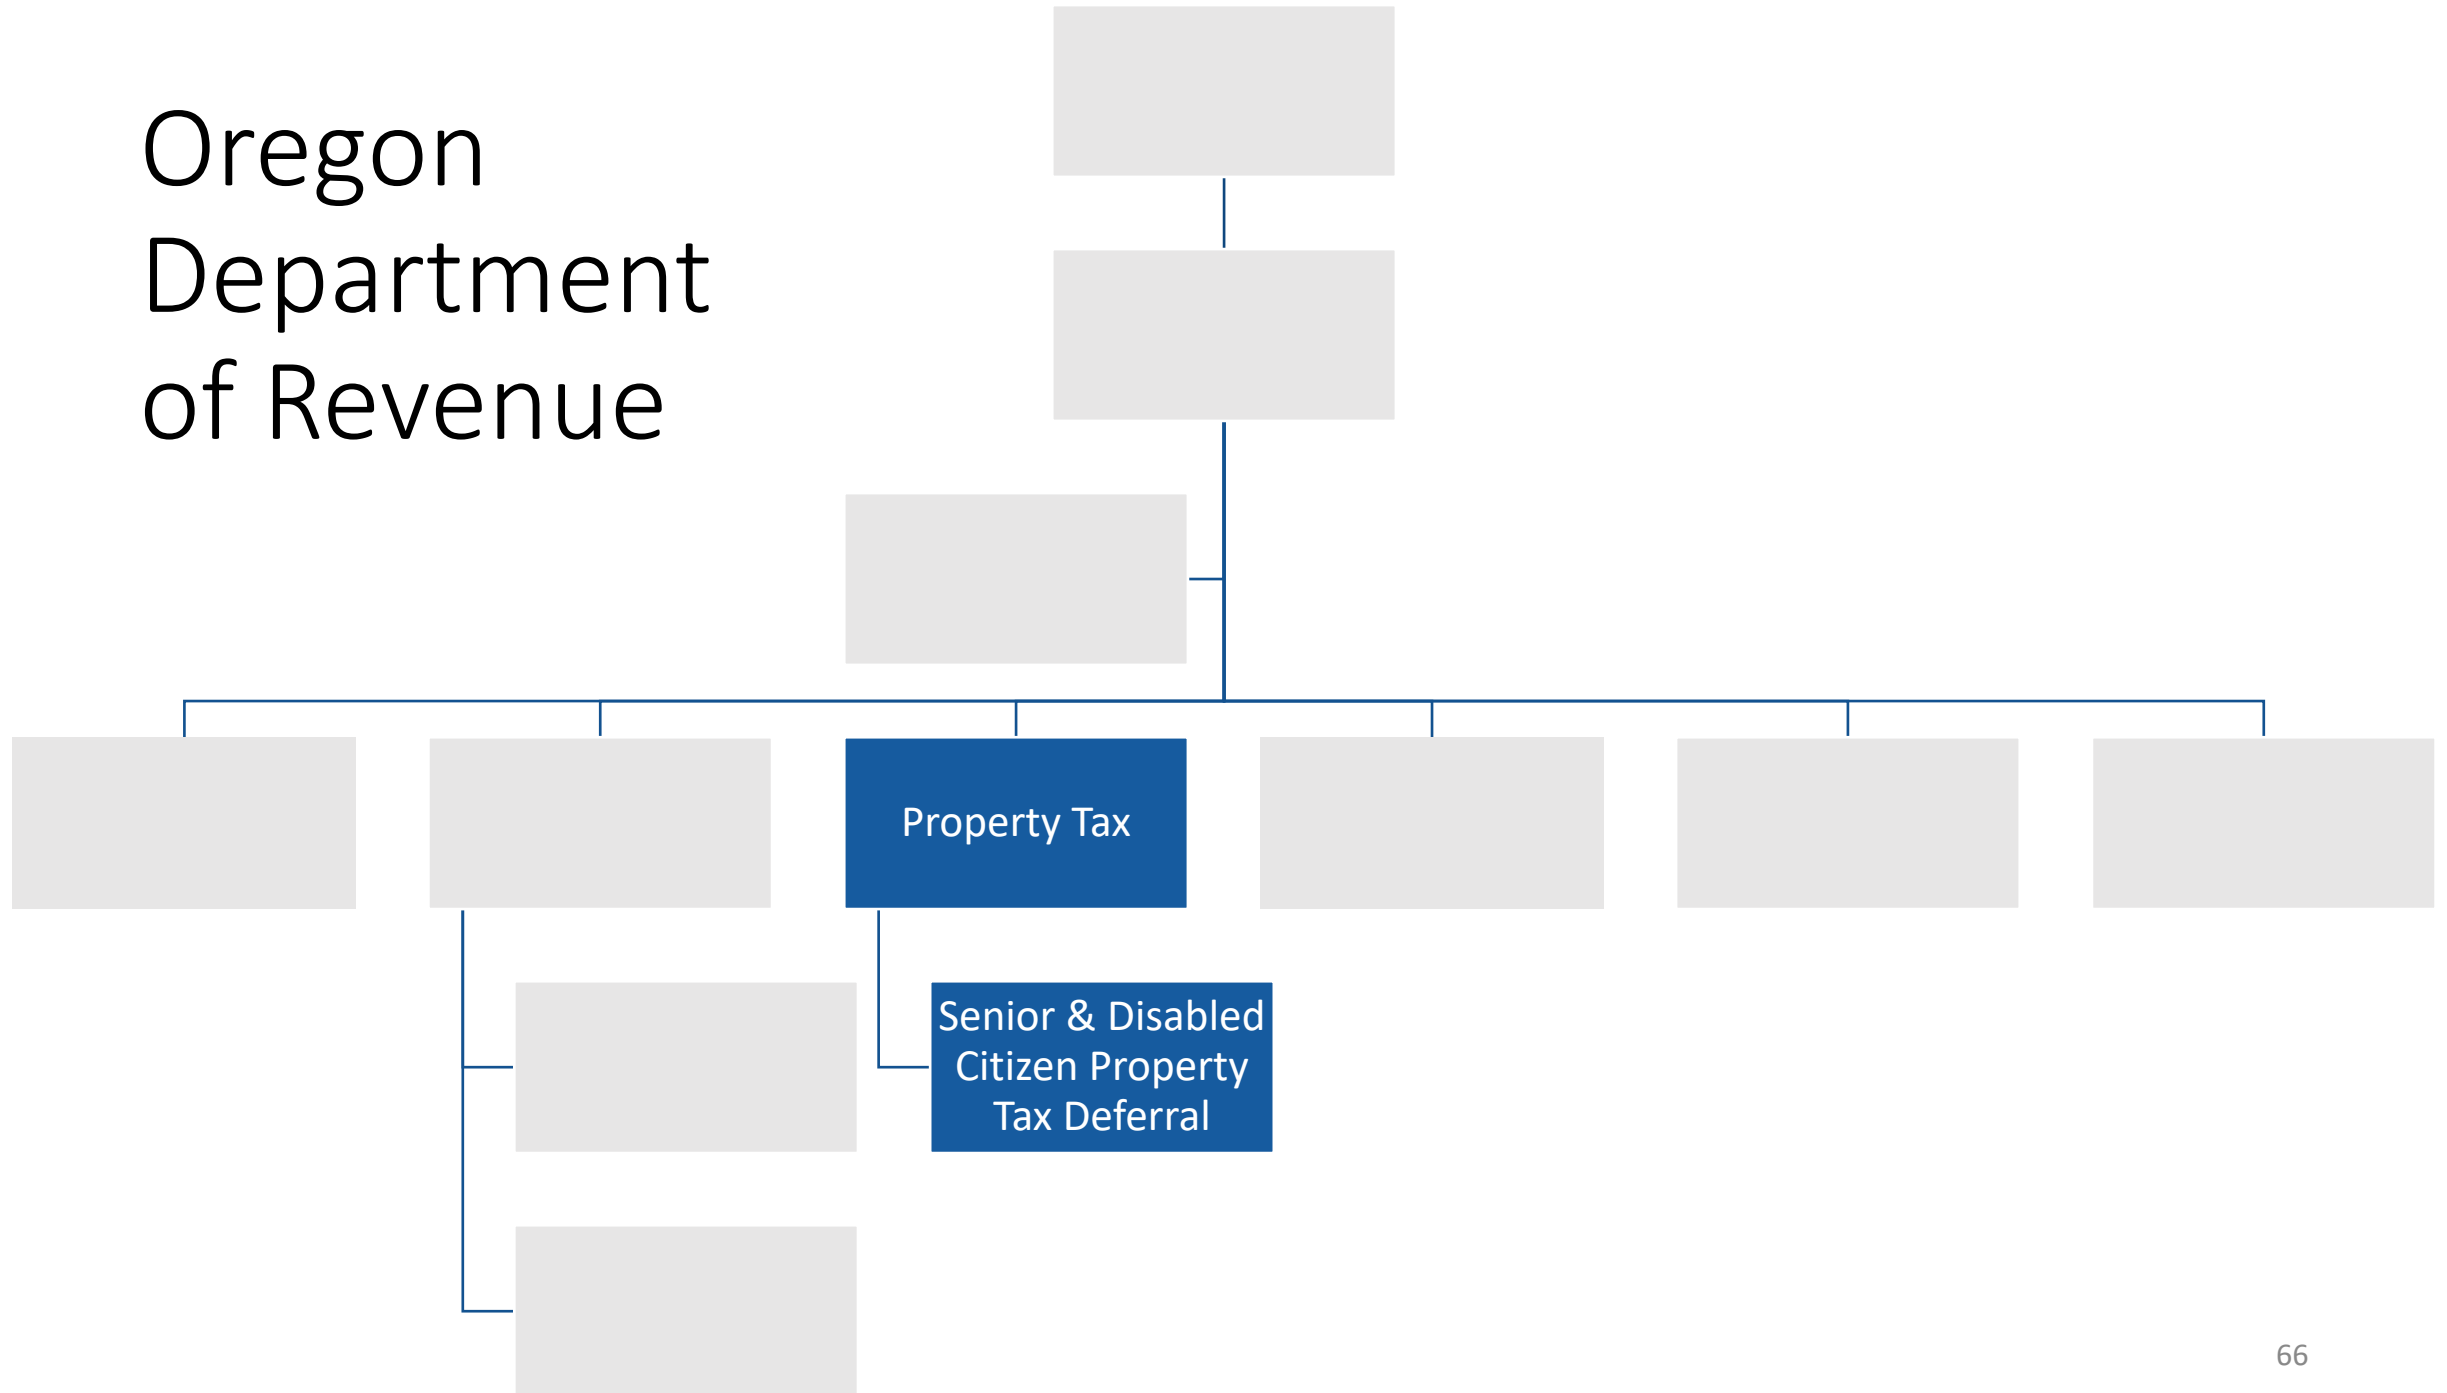 Oregon
Department
of Revenue
Property Tax
Senior & Disabled
Citizen Property
Tax Deferral
66